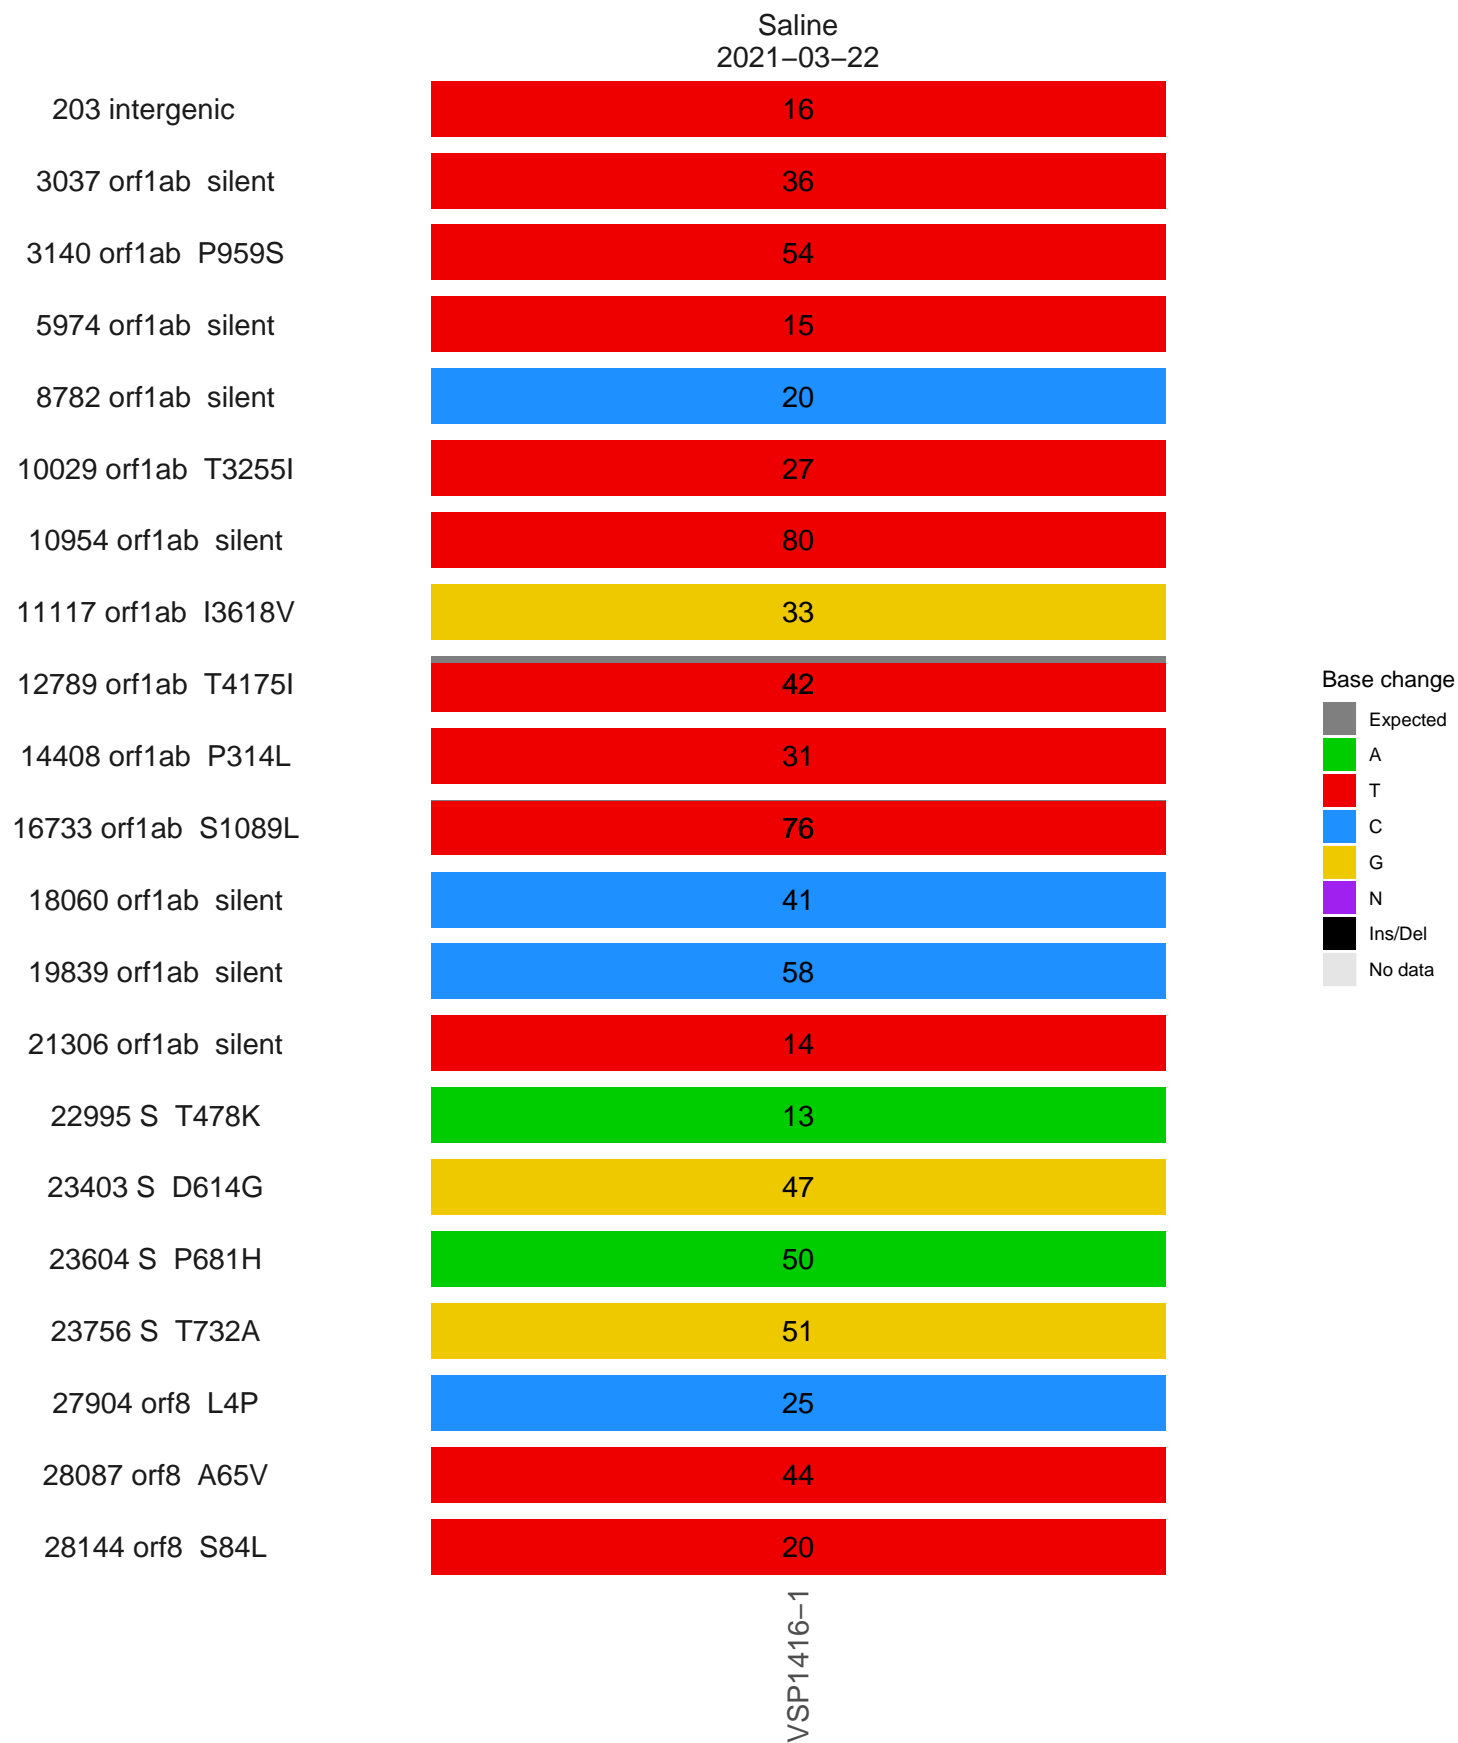 Saline
2021−03−22
203 intergenic 16
3037 orf1ab silent 36
3140 orf1ab P959S 54
5974 orf1ab silent 15
8782 orf1ab silent 20
10029 orf1ab T3255I 27
10954 orf1ab silent 80
11117 orf1ab I3618V 33
12789 orf1ab T4175I 42
14408 orf1ab P314L 31
16733 orf1ab S1089L 76
18060 orf1ab silent 41
19839 orf1ab silent 58
21306 orf1ab silent 14
22995 S T478K 13
23403 S D614G 47
23604 S P681H 50
23756 S T732A 51
27904 orf8 L4P 25
28087 orf8 A65V 44
28144 orf8 S84L 20
VSP1416−1
Base change
Expected
A
T
C
G
N
Ins/Del
No data